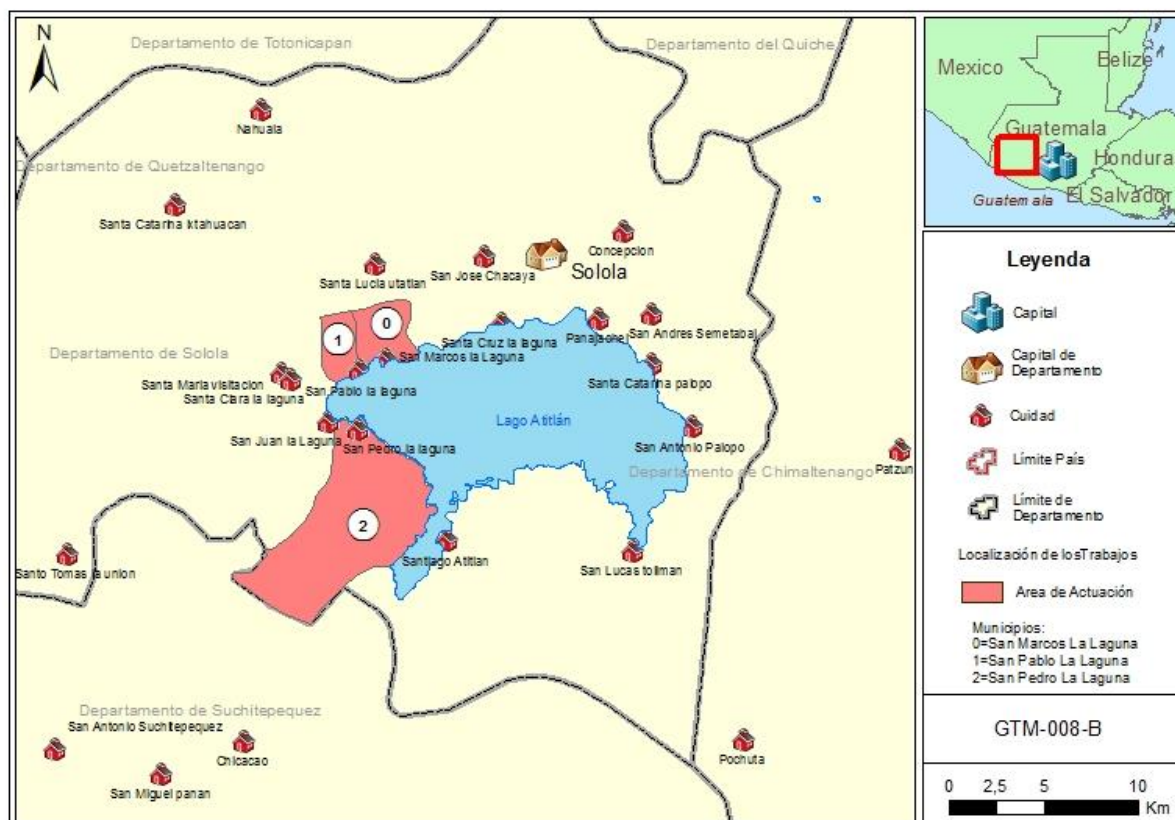 N
Departamento de Totonicapan
Departamento del Quiche
Nahuala
Departamento de Quetzaltenango
Santa Catarina Iktahuacan
Concepcion
San Jose Chacaya
Solola
Santa Lucia utatlan
0
1
Santa Cruz la laguna
Panajachel
San Andres Semetabaj
San Marcos la Laguna
Departamento de Solola
Santa Maria visitacion
San Pablo la laguna
Santa Clara la laguna
Santa Catarina palopo
Lago Atitlán
San Juan la Laguna
San Pedro la laguna
San Antonio Palopo
Departamento de Chimaltenango
Patzun
2
Santiago Atitlan
San Lucas toliman
Santo Tomas la union
Departamento de Suchitepequez
San Antonio Suchitepequez
Chicacao
Pochuta
San Miguel panan
Mexico
Belize
Guatemala
Hondura
Guatemala
El Salvador
Leyenda
Capital
Capital de
Departamento
Cuidad
Límite País
Límite de
Departamento
Localización de losTrabajos
Area de Actuación
Municipios:
0=San Marcos La Laguna
1=San Pablo La Laguna
2=San Pedro La Laguna
GTM-008-B
0 2,5 5 10
Km